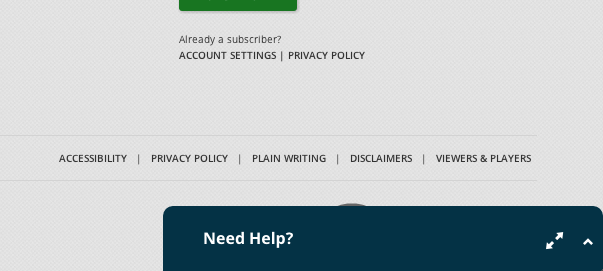 Already a subscriber?
ACCOUNT SETTINGS | PRIVACY POLICY
ACCESSIBILITY | PRIVACY POLICY | PLAIN WRITING | DISCLAIMERS | VIEWERS & PLAYERS
Need Help?